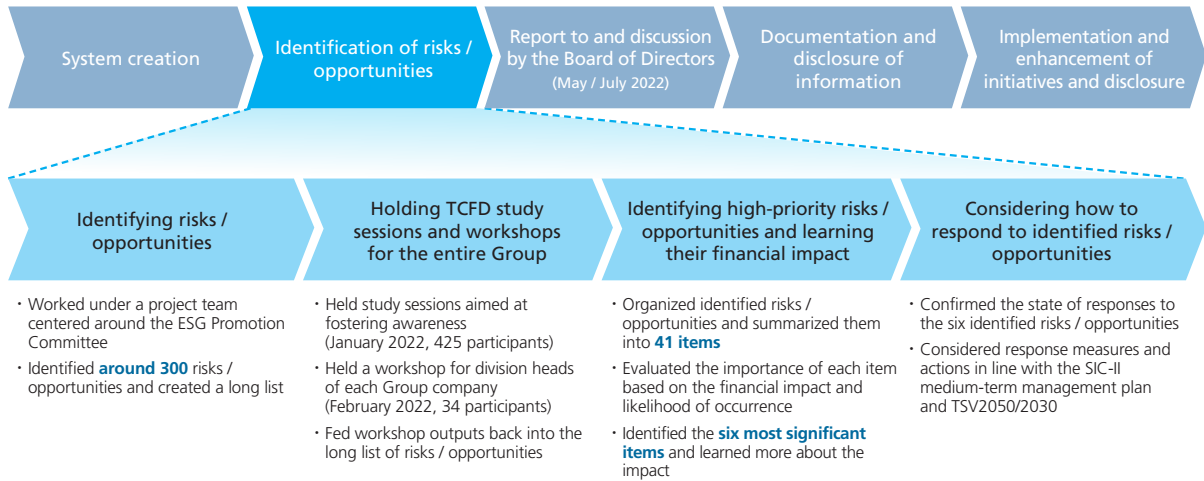 System creation
Identification of risks /
opportunities
Report to and discussion
by the Board of Directors
(May / July 2022)
Documentation and
disclosure of
information
Implementation and
enhancement of
initiatives and disclosure
Identifying risks /
opportunities
・Worked under a project team
centered around the ESG Promotion
Committee
・Identified around 300 risks /
opportunities and created a long list
Holding TCFD study
sessions and workshops
for the entire Group
・Held study sessions aimed at
fostering awareness
(January 2022, 425 participants)
・Held a workshop for division heads
of each Group company
(February 2022, 34 participants)
・Fed workshop outputs back into the
long list of risks / opportunities
Identifying high-priority risks /
opportunities and learning
their financial impact
・Organized identified risks /
opportunities and summarized them
into 41 items
・Evaluated the importance of each item
based on the financial impact and
likelihood of occurrence
・Identified the six most significant
items and learned more about the
impact
Considering how to
respond to identified risks /
opportunities
・Confirmed the state of responses to
the six identified risks / opportunities
・Considered response measures and
actions in line with the SIC-II
medium-term management plan
and TSV2050/2030